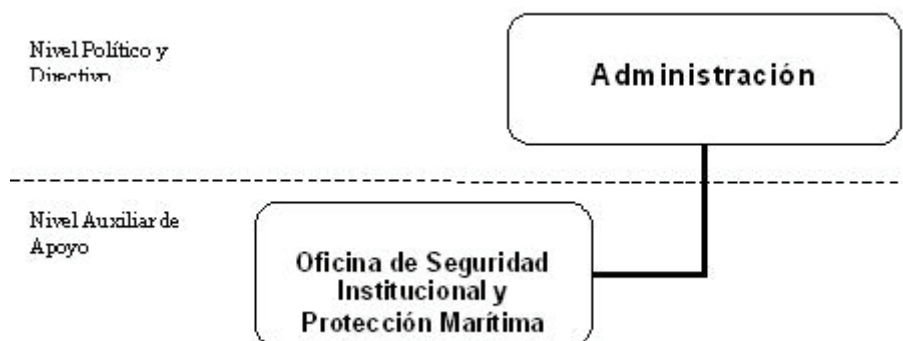 Nivel Político y
Directivo
Administración
Nivel Auxiliar de
Apoyo
Oficina de Seguridad
Institucional y
Protección Marítima